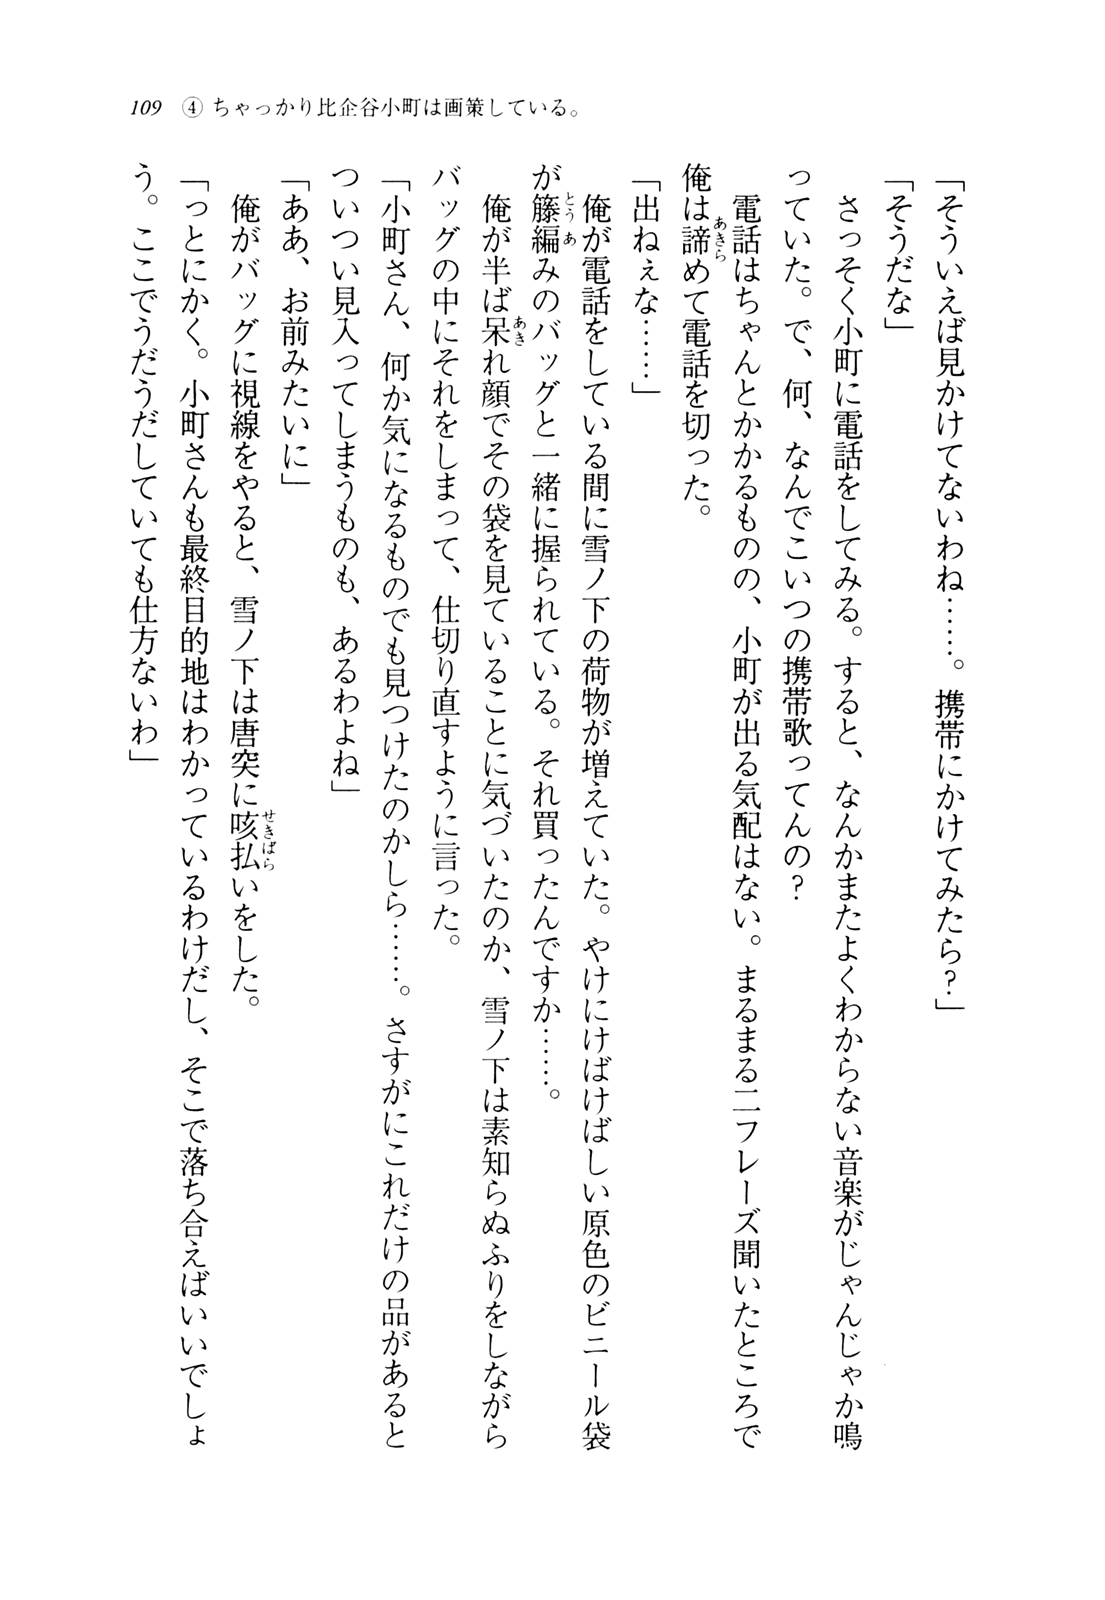 109 ④ ちゃっかり比企谷小町は画策している。
「そういえば見かけてないわね……。携帯にかけてみたら？」
「そうだな」
　さっそく小町に電話をしてみる。すると、なんかまたよくわからない音楽がじゃんじゃか鳴
っていた。で、何、なんでこいつの携帯歌ってんの？
　電話はちゃんとかかるものの、小町が出る気配はない。まるまる二フレーズ聞いたところで
俺は諦めて電話を切った。
「出ねぇな……」
　俺が電話をしている間に雪ノ下の荷物が増えていた。やけにけばけばしい原色のビニール袋
が籐編みのバッグと一緒に握られている。それ買ったんですか……。
　俺が半ば呆れ顔でその袋を見ていることに気づいたのか、雪ノ下は素知らぬふりをしながら
バッグの中にそれをしまって、仕切り直すように言った。
「小町さん、何か気になるものでも見つけたのかしら……。さすがにこれだけの品があると
ついつい見入ってしまうものも、あるわよね」
「ああ、お前みたいに」
　俺がバッグに視線をやると、雪ノ下は唐突に咳払いをした。
「っとにかく。小町さんも最終目的地はわかっているわけだし、そこで落ち合えばいいでしょ
う。ここでうだうだしていても仕方ないわ」